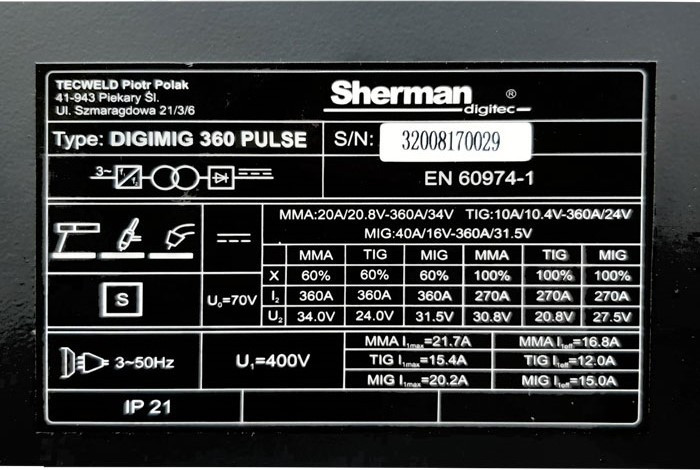 TECWELD Piotr Polak
41-943 Piekary Śl.
Ul. Szmaragdowa 21/3/6
Sherman ®
digitec
Type: DIGIMIG 360 PULSE
S/N: 32008170029
3~ f₁ f₂
EN 60974-1
MMA:20A/20.8V-360A/34V TIG:10A/10.4V-360A/24V
MIG:40A/16V-360A/31.5V
MMA TIG MIG MMA TIG MIG
X 60% 60% 60% 100% 100% 100%
S
U₀=70V
I₂ 360A 360A 360A 270A 270A 270A
U₂ 34.0V 24.0V 31.5V 30.8V 20.8V 27.5V
3~50Hz
U₁=400V
MMA I₁max=21.7A MMA I₁eff=16.8A
TIG I₁max=15.4A TIG I₁eff=12.0A
MIG I₁max=20.2A MIG I₁eff=15.0A
IP 21